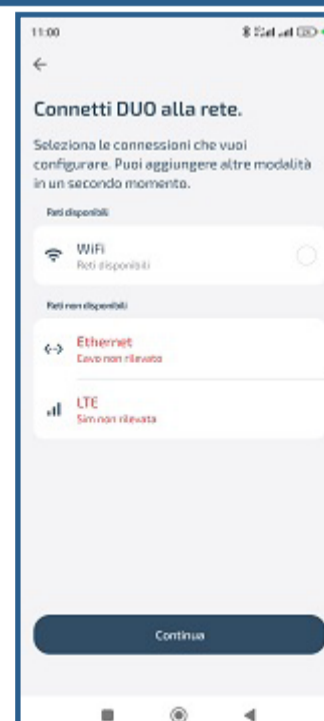 11:00
Connetti DUO alla rete.
Seleziona le connessioni che vuoi
configurare. Puoi aggiungere altre modalità
in un secondo momento.
Reti disponibili
WiFi
Reti disponibili
Reti non disponibili
Ethernet
Cavo non rilevato
LTE
Sim non rilevata
Continua